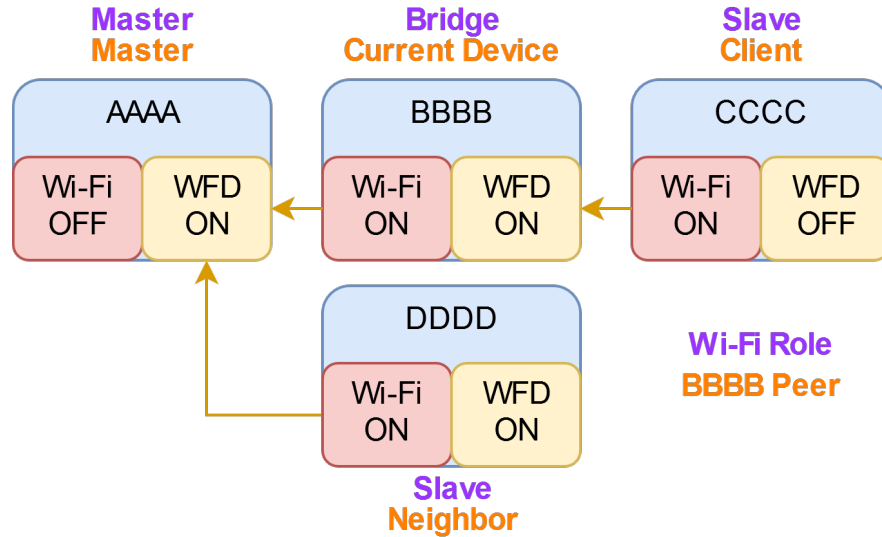 Master
Master
Bridge
Current Device
Slave
Client
AAAA
BBBB
CCCC
Wi-Fi
OFF
WFD
ON
Wi-Fi
ON
WFD
ON
Wi-Fi
ON
WFD
OFF
DDDD
Wi-Fi
ON
WFD
ON
Wi-Fi Role
BBBB Peer
Slave
Neighbor